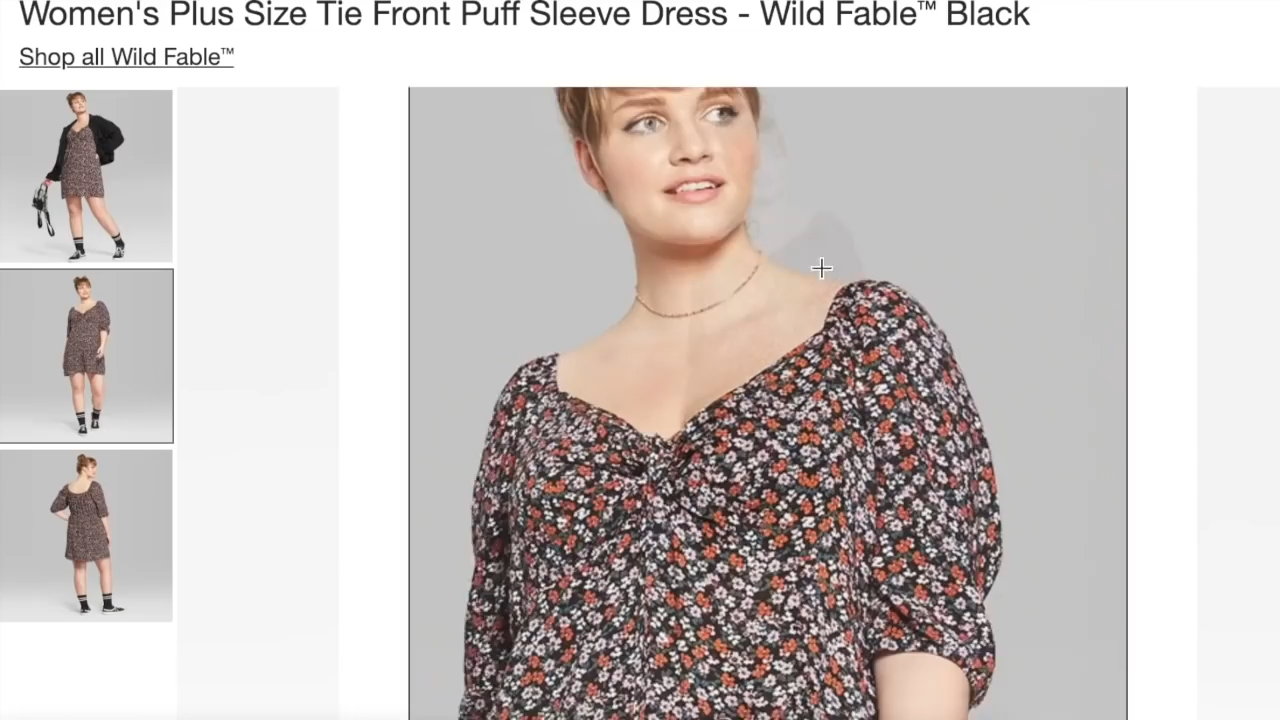 Women's Plus Size Tie Front Puff Sleeve Dress - Wild Fable™ Black
Shop all Wild Fable™